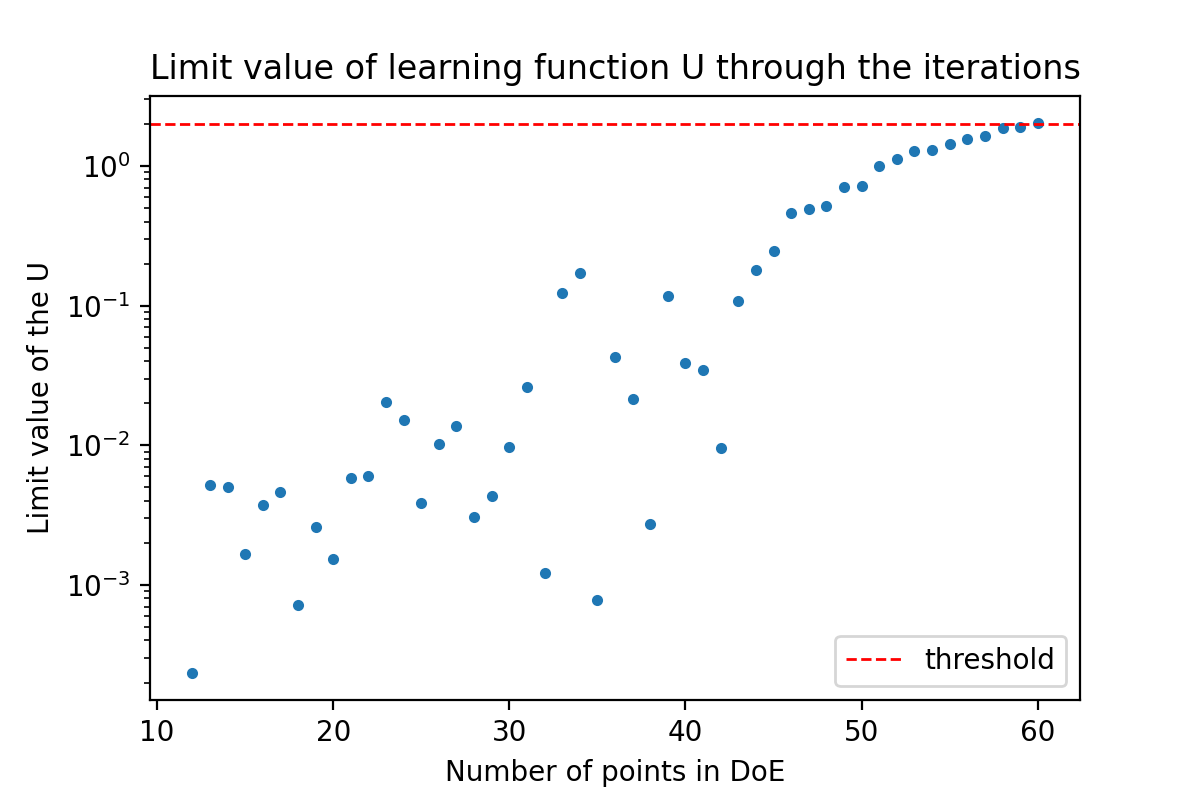 Limit value of learning function U through the iterations
Limit value of the U
10⁰
10⁻¹
10⁻²
10⁻³
threshold
10 20 30 40 50 60
Number of points in DoE